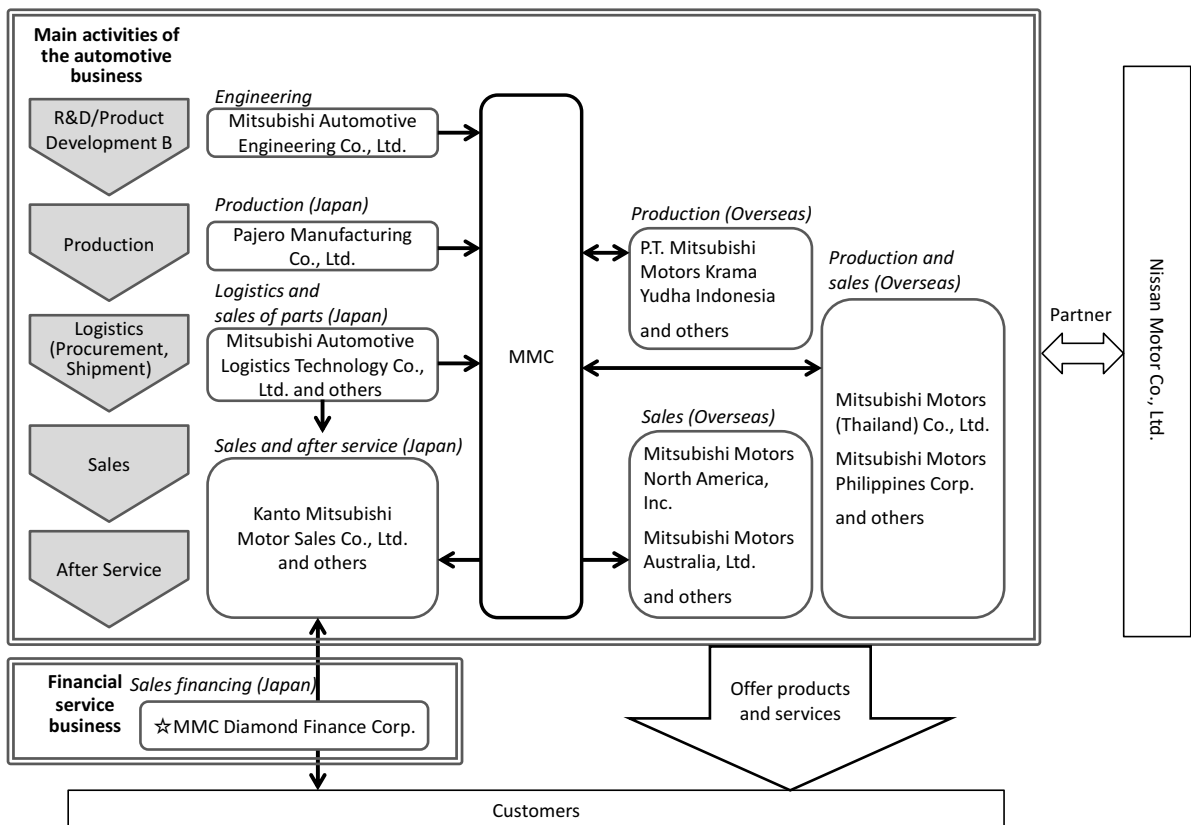 Main activities of
the automotive
business
R&D/Product
Development B
Production
Logistics
(Procurement,
Shipment)
Sales
After Service
Engineering
Mitsubishi Automotive
Engineering Co., Ltd.
Production (Japan)
Pajero Manufacturing
Co., Ltd.
Logistics and
sales of parts (Japan)
Mitsubishi Automotive
Logistics Technology Co.,
Ltd. and others
Sales and after service (Japan)
Kanto Mitsubishi
Motor Sales Co., Ltd.
and others
MMC
Production (Overseas)
P.T. Mitsubishi
Motors Krama
Yudha Indonesia
and others
Sales (Overseas)
Mitsubishi Motors
North America,
Inc.
Mitsubishi Motors
Australia, Ltd.
and others
Production and
sales (Overseas)
Mitsubishi Motors
(Thailand) Co., Ltd.
Mitsubishi Motors
Philippines Corp.
and others
Partner
Nissan Motor Co., Ltd.
Financial
service
business
Sales financing (Japan)
☆MMC Diamond Finance Corp.
Offer products
and services
Customers